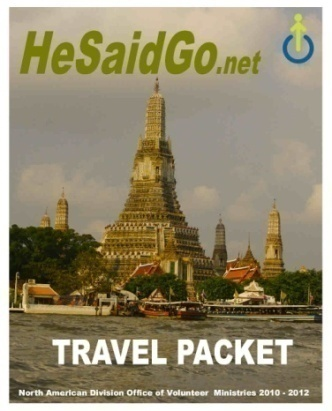 HeSaidGo.net
TRAVEL PACKET
North American Division Office of Volunteer Ministries 2010 - 2012